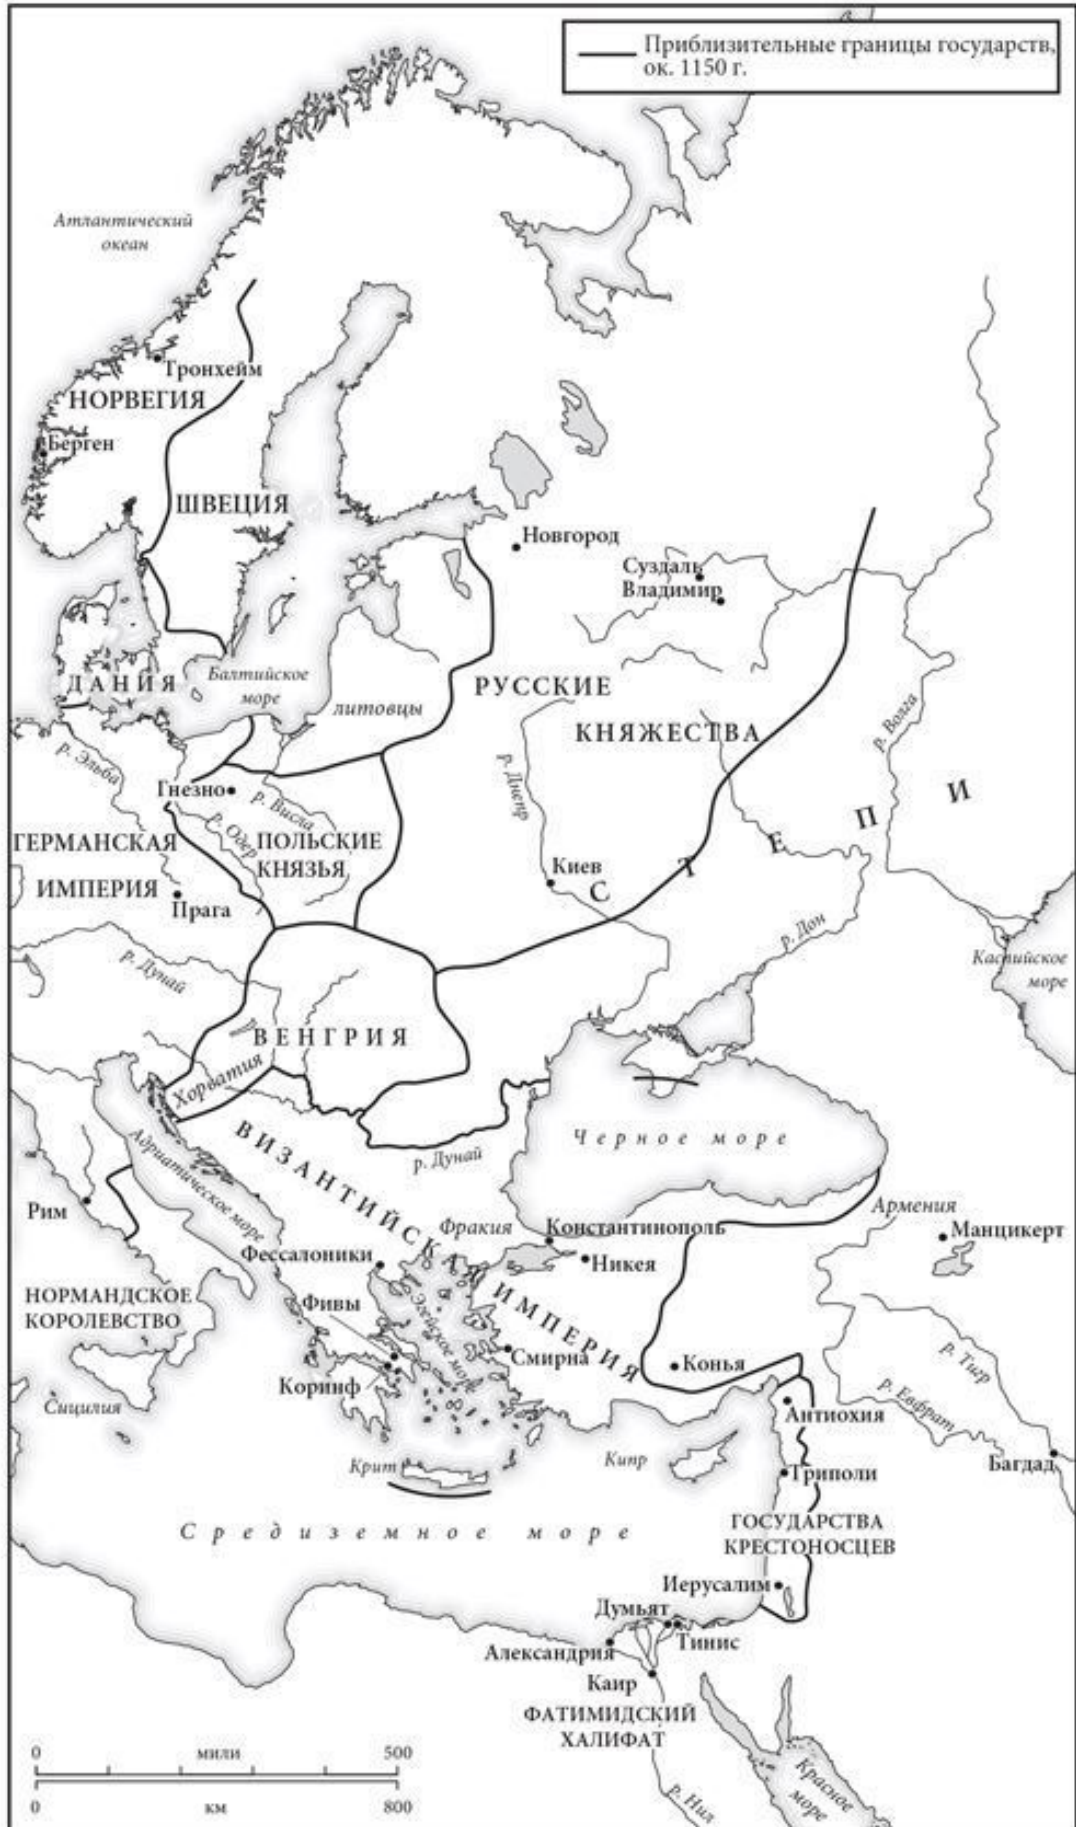 Приблизительные границы государств,
ок. 1150 г.
Атлантический
океан
Тронхейм
НОРВЕГИЯ
Берген
ШВЕЦИЯ
Новгород
Суздаль
Владимир
ДАНИЯ
Балтийское
море
литовцы
РУССКИЕ
КНЯЖЕСТВА
р. Волга
р. Эльба
р. Днепр
Гнезно
р. Висла
р. Одер
СТЕПИ
ГЕРМАНСКАЯ
ИМПЕРИЯ
ПОЛЬСКИЕ
КНЯЗЬЯ
Киев
Прага
р. Дон
р. Дунай
Каспийское
море
ВЕНГРИЯ
Хорватия
Черное море
ВИЗАНТИЙСКАЯ ИМПЕРИЯ
р. Дунай
Адриатическое море
Рим
Фракия
Константинополь
Армения
Манцикерт
Фессалоники
Никея
НОРМАНДСКОЕ
КОРОЛЕВСТВО
Фивы
Эгейское море
Смирна
Конья
р. Тигр
Коринф
р. Евфрат
Сицилия
Антиохия
Крит
Кипр
Триполи
Багдад
Средиземное море
ГОСУДАРСТВА
КРЕСТОНОСЦЕВ
Иерусалим
Думьят
Тинис
Александрия
Каир
ФАТИМИДСКИЙ
ХАЛИФАТ
Красное
море
р. Нил
0 мили 500
0 км 800